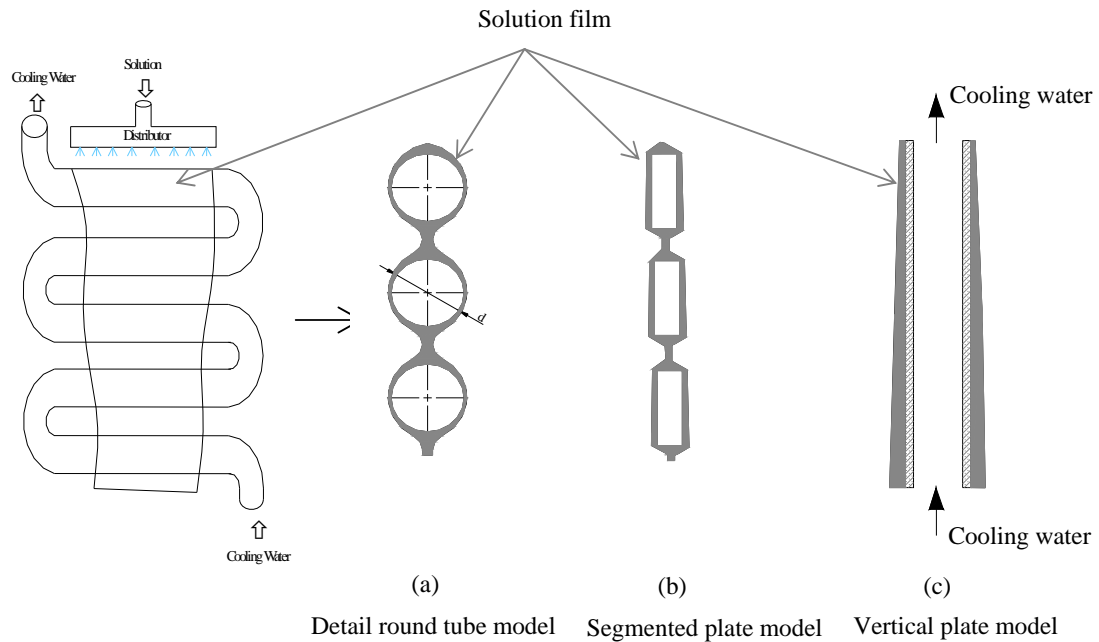 Solution film
Cooling Water
Solution
Distributor
d
Cooling water
Cooling water
Cooling Water
(a)
(b)
(c)
Detail round tube model
Segmented plate model
Vertical plate model